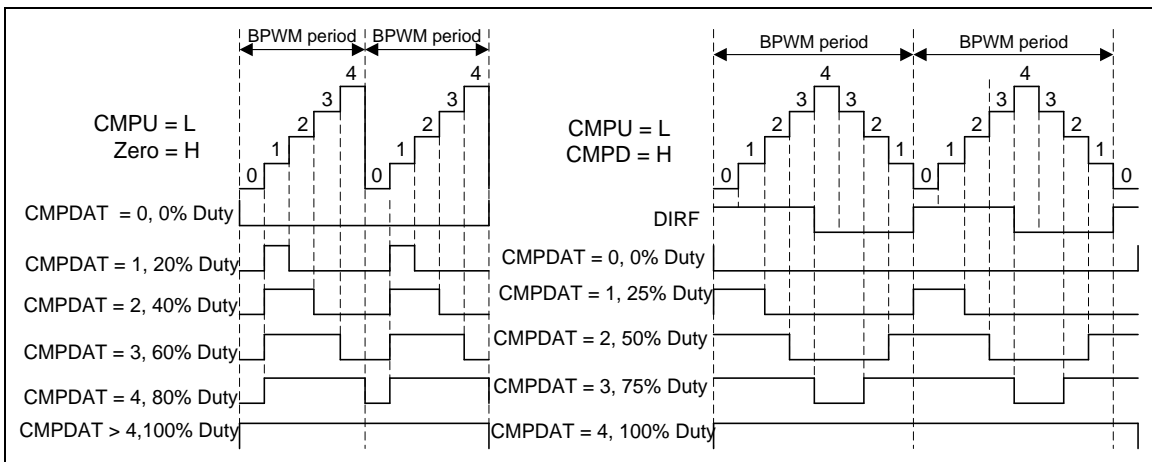 BPWM period
BPWM period
4
4
3
3
2
2
1
1
0
0
CMPU = L
Zero = H
CMPDAT = 0, 0% Duty
CMPDAT = 1, 20% Duty
CMPDAT = 2, 40% Duty
CMPDAT = 3, 60% Duty
CMPDAT = 4, 80% Duty
CMPDAT > 4,100% Duty
BPWM period
BPWM period
4
4
3
3
3
3
2
2
2
2
1
1
1
1
0
0
0
CMPU = L
CMPD = H
DIRF
CMPDAT = 0, 0% Duty
CMPDAT = 1, 25% Duty
CMPDAT = 2, 50% Duty
CMPDAT = 3, 75% Duty
CMPDAT = 4, 100% Duty